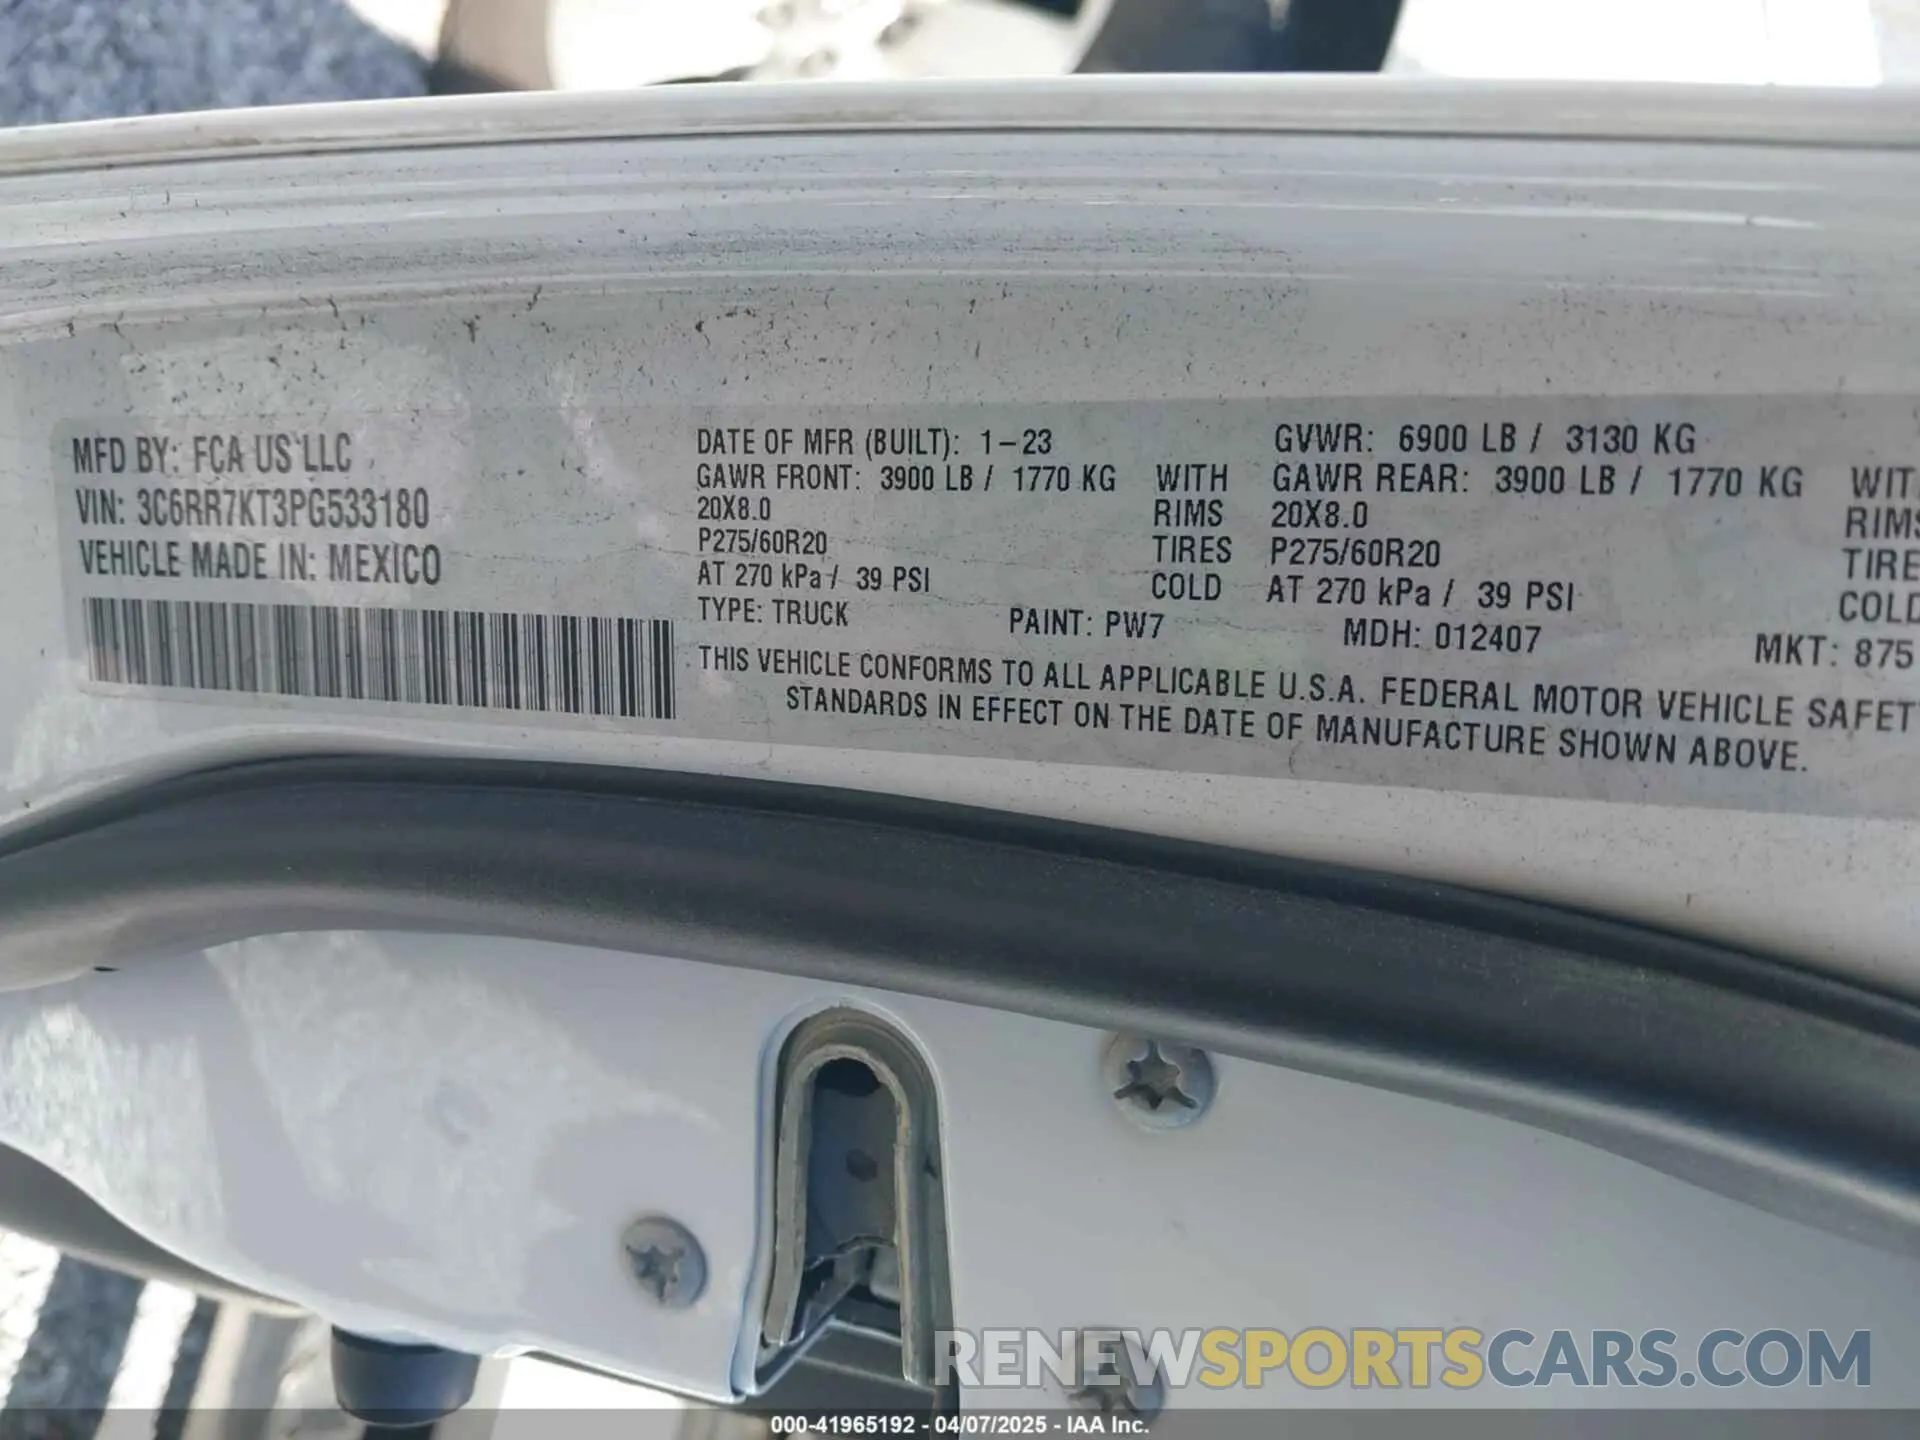 MFD BY: FCA US LLC
VIN: 3C6RR7KT3PG533180
VEHICLE MADE IN: MEXICO
DATE OF MFR (BUILT): 1-23 GVWR: 6900 LB / 3130 KG
GAWR FRONT: 3900 LB / 1770 KG WITH GAWR REAR: 3900 LB / 1770 KG WIT
20X8.0 RIMS 20X8.0 RIMS
P275/60R20 TIRES P275/60R20 TIRE
AT 270 kPa / 39 PSI COLD AT 270 kPa / 39 PSI COLD
TYPE: TRUCK PAINT: PW7 MDH: 012407 MKT: 875
THIS VEHICLE CONFORMS TO ALL APPLICABLE U.S.A. FEDERAL MOTOR VEHICLE SAFET
STANDARDS IN EFFECT ON THE DATE OF MANUFACTURE SHOWN ABOVE.
RENEWSPORTSCARS.COM
000-41965192 - 04/07/2025 - IAA Inc.